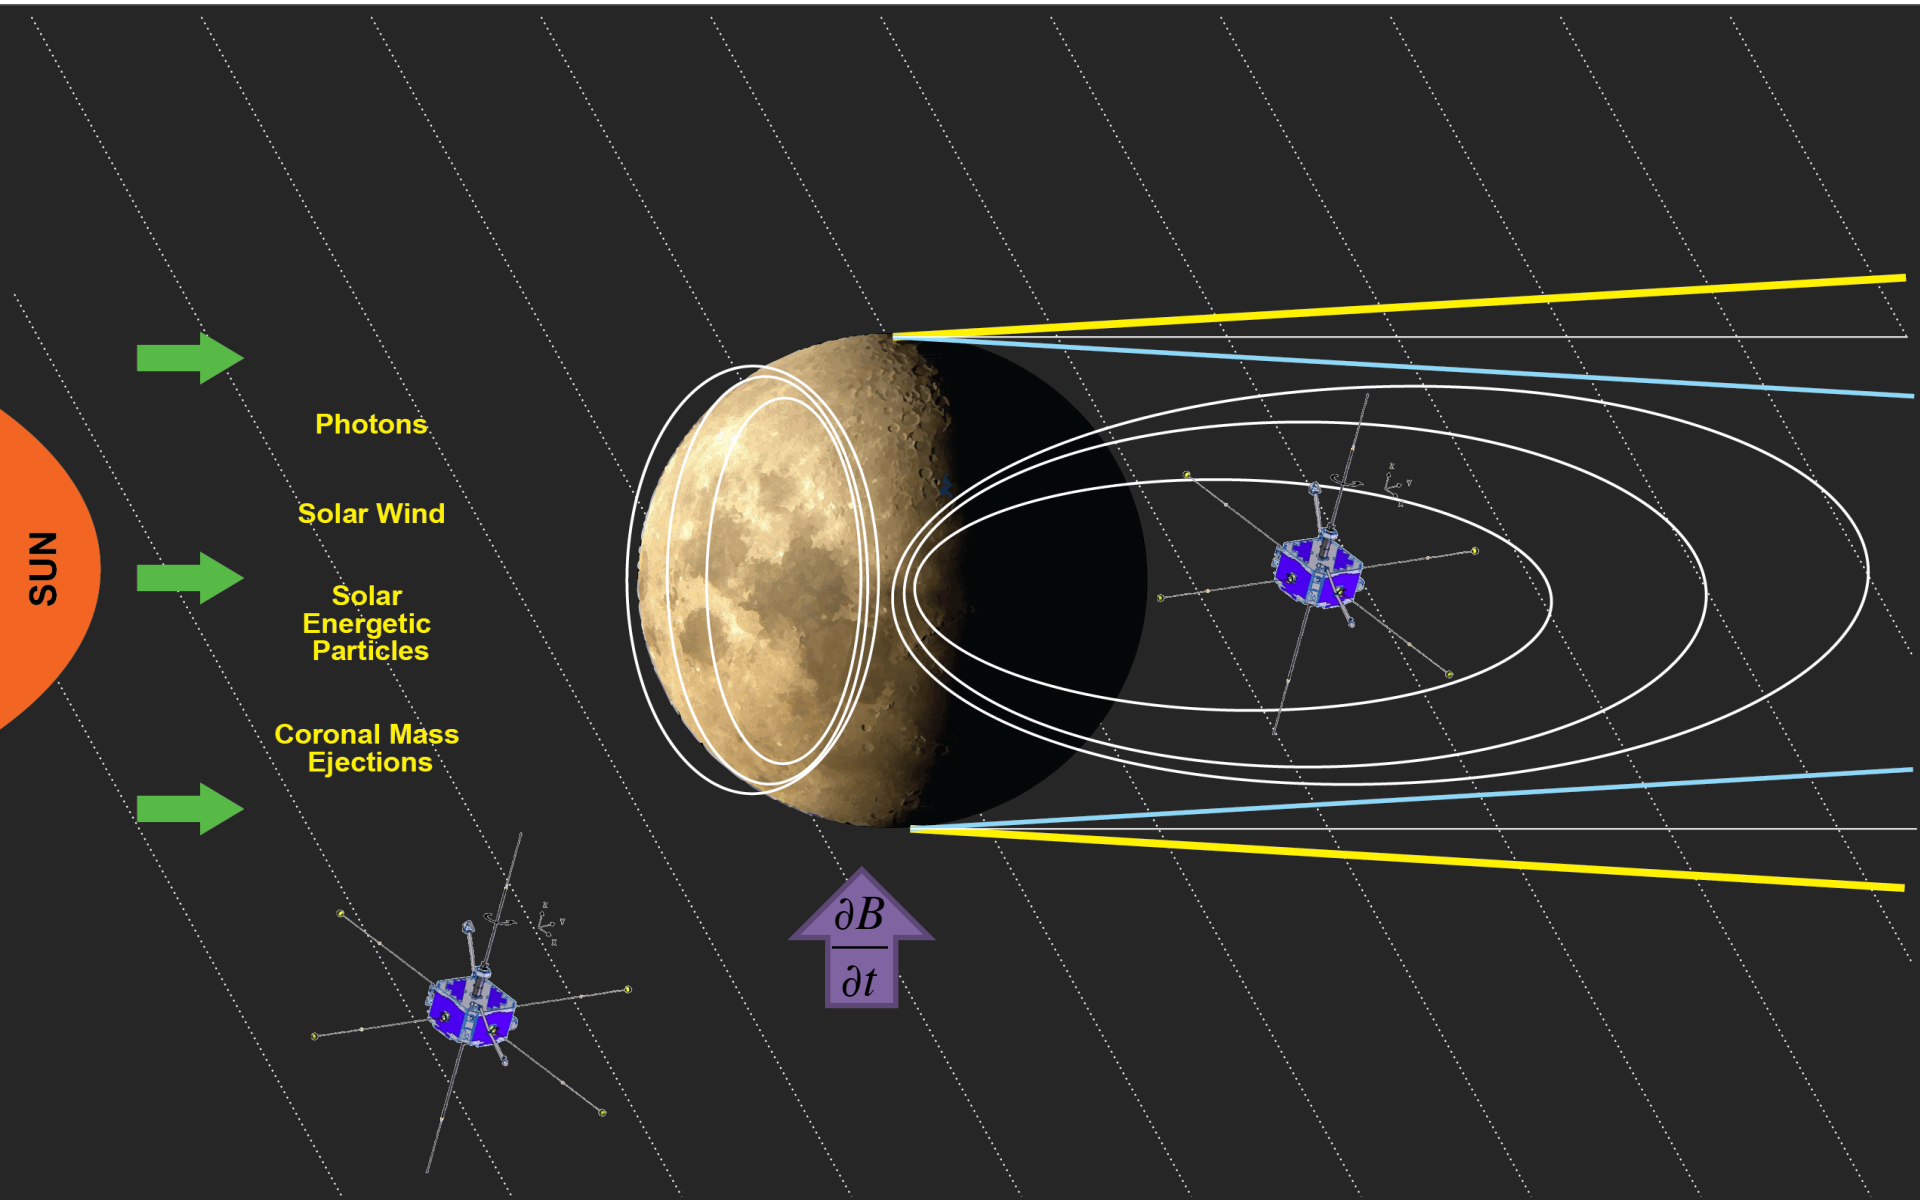 SUN
Photons
Solar Wind
Solar
Energetic
Particles
Coronal Mass
Ejections
∂B
∂t